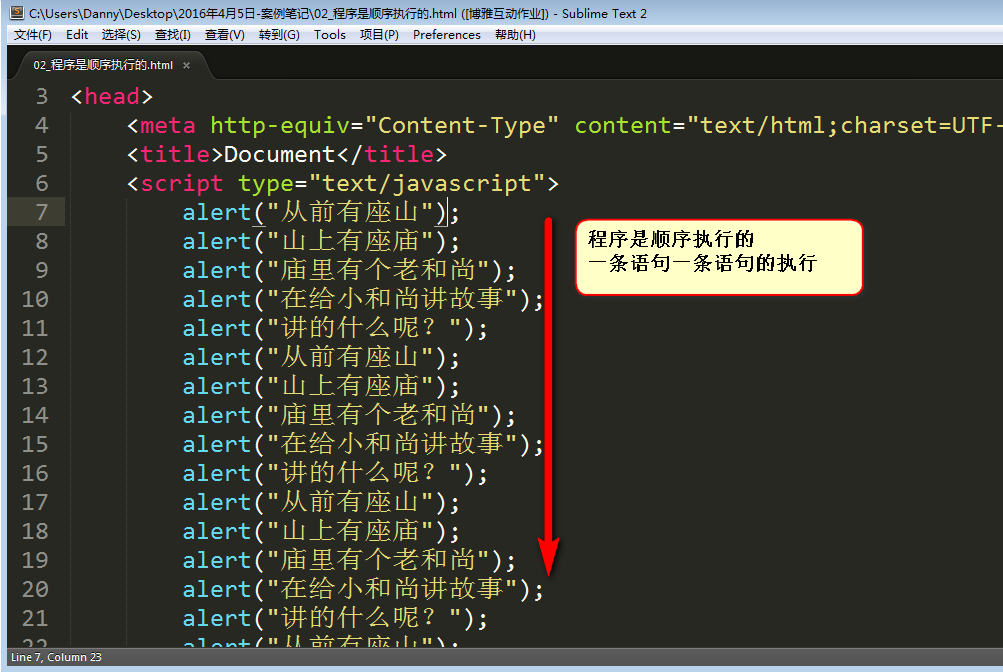 C:\Users\Danny\Desktop\2016年4月5日-案例笔记\02_程序是顺序执行的.html ([博雅互动作业]) - Sublime Text 2
文件(F) Edit 选择(S) 查找(I) 查看(V) 转到(G) Tools 项目(P) Preferences 帮助(H)
02_程序是顺序执行的.html ×
3 <head>
4 <meta http-equiv="Content-Type" content="text/html;charset=UTF-
5 <title>Document</title>
6 <script type="text/javascript">
7 alert("从前有座山");
8 alert("山上有座庙");
9 alert("庙里有个老和尚");
10 alert("在给小和尚讲故事");
11 alert("讲的什么呢？");
12 alert("从前有座山");
13 alert("山上有座庙");
14 alert("庙里有个老和尚");
15 alert("在给小和尚讲故事");
16 alert("讲的什么呢？");
17 alert("从前有座山");
18 alert("山上有座庙");
19 alert("庙里有个老和尚");
20 alert("在给小和尚讲故事");
21 alert("讲的什么呢？");
22 alert("从前有座山");
程序是顺序执行的
一条语句一条语句的执行
Line 7, Column 23